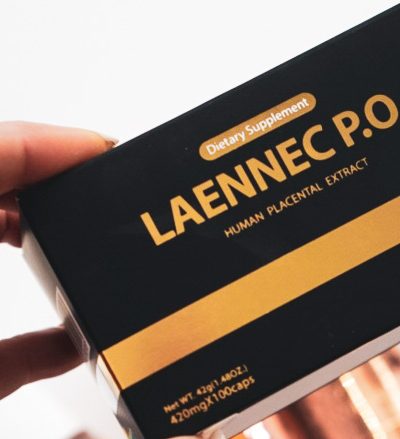 Dietary Supplement
LAENNEC P.O
HUMAN PLACENTAL EXTRACT
Net WT. 42g(1.48OZ.)
420mgX100caps